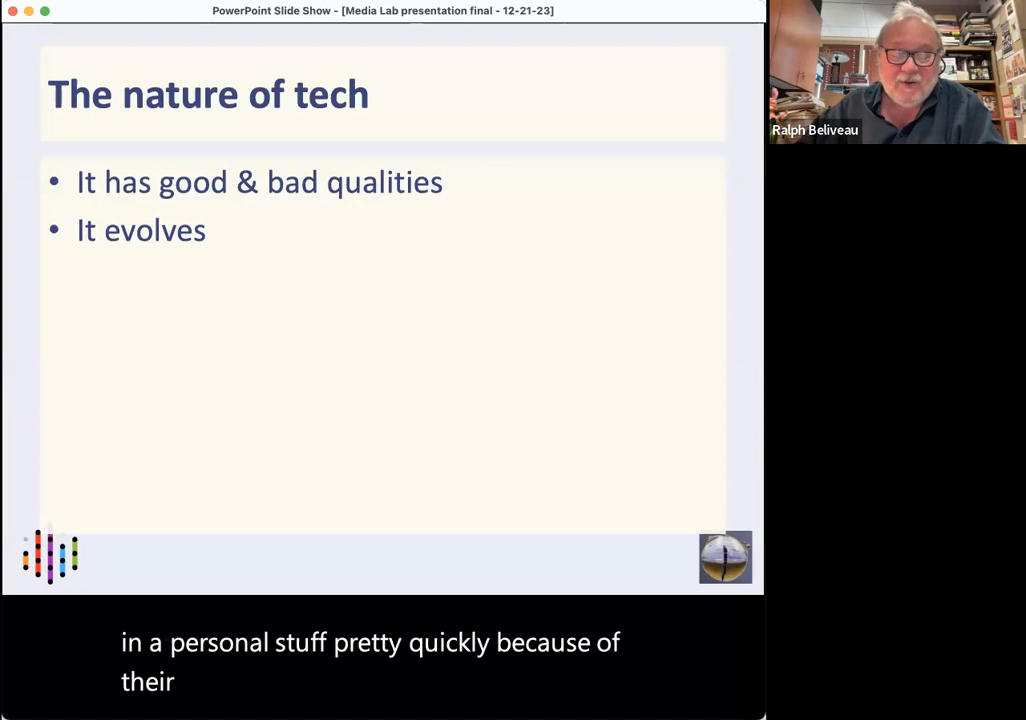 PowerPoint Slide Show - [Media Lab presentation final - 12-21-23]
The nature of tech
• It has good & bad qualities
• It evolves
Ralph Beliveau
in a personal stuff pretty quickly because of
their